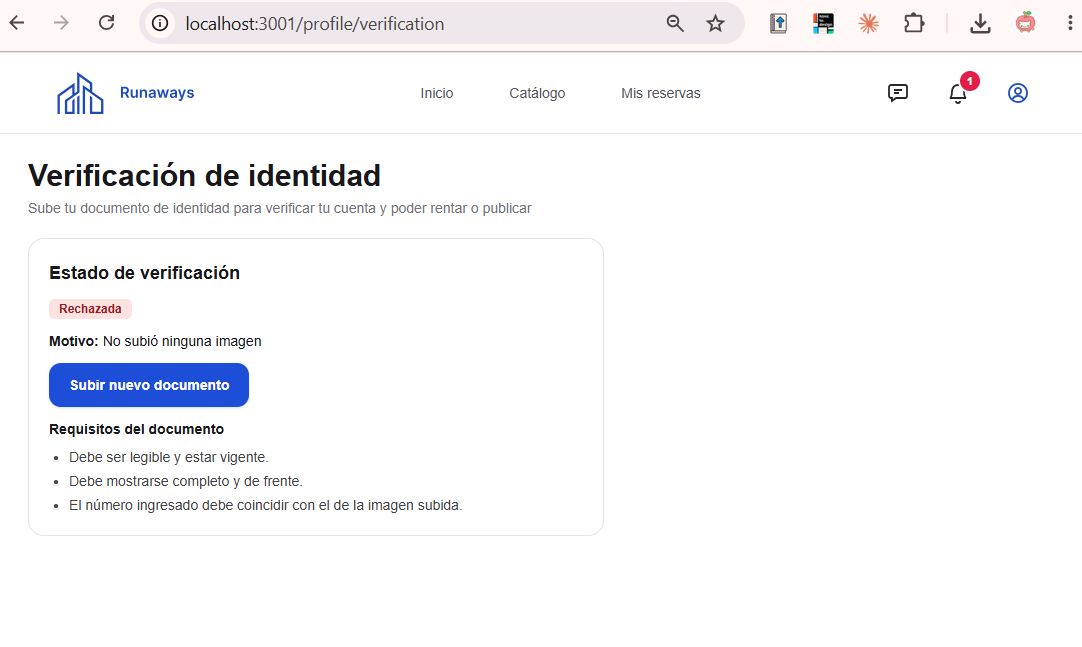 localhost:3001/profile/verification
Runaways
Inicio
Catálogo
Mis reservas
1
Verificación de identidad
Sube tu documento de identidad para verificar tu cuenta y poder rentar o publicar
Estado de verificación
Rechazada
Motivo: No subió ninguna imagen
Subir nuevo documento
Requisitos del documento
• Debe ser legible y estar vigente.
• Debe mostrarse completo y de frente.
• El número ingresado debe coincidir con el de la imagen subida.